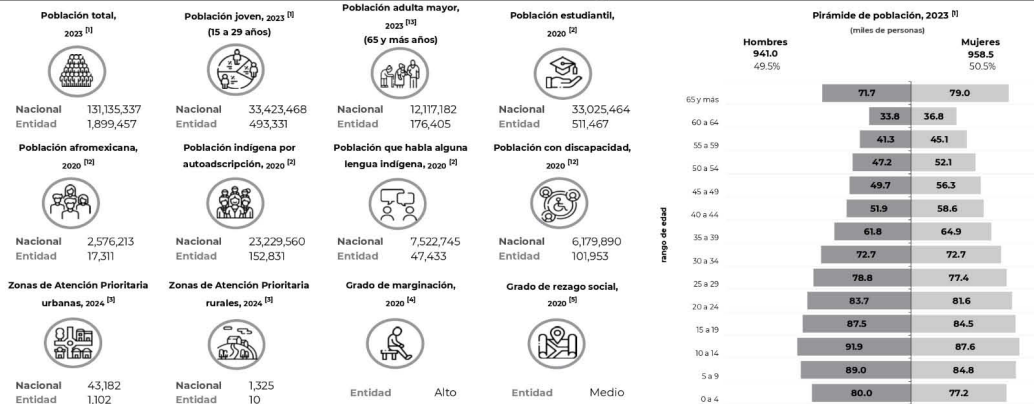 Población total,
2023 [1]
Nacional 131,135,337
Entidad 1,899,457
Población joven, 2023 [1]
(15 a 29 años)
Nacional 33,423,468
Entidad 493,331
Población adulta mayor,
2023 [13]
(65 y más años)
Nacional 12,117,182
Entidad 176,405
Población estudiantil,
2020 [2]
Nacional 33,025,464
Entidad 511,467
Población afromexicana,
2020 [12]
Nacional 2,576,213
Entidad 17,311
Población indígena por
autoadscripción, 2020 [2]
Nacional 23,229,560
Entidad 152,831
Población que habla alguna
lengua indígena, 2020 [2]
Nacional 7,522,745
Entidad 47,433
Población con discapacidad,
2020 [12]
Nacional 6,179,890
Entidad 101,953
Zonas de Atención Prioritaria
urbanas, 2024 [3]
Nacional 43,182
Entidad 1,102
Zonas de Atención Prioritaria
rurales, 2024 [3]
Nacional 1,325
Entidad 10
Grado de marginación,
2020 [4]
Entidad Alto
Grado de rezago social,
2020 [5]
Entidad Medio
Pirámide de población, 2023 [1]
(miles de personas)
Hombres Mujeres
941.0 958.5
49.5% 50.5%
rango de edad
65 y más 71.7 79.0
60 a 64 33.8 36.8
55 a 59 41.3 45.1
50 a 54 47.2 52.1
45 a 49 49.7 56.3
40 a 44 51.9 58.6
35 a 39 61.8 64.9
30 a 34 72.7 72.7
25 a 29 78.8 77.4
20 a 24 83.7 81.6
15 a 19 87.5 84.5
10 a 14 91.9 87.6
5 a 9 89.0 84.8
0 a 4 80.0 77.2